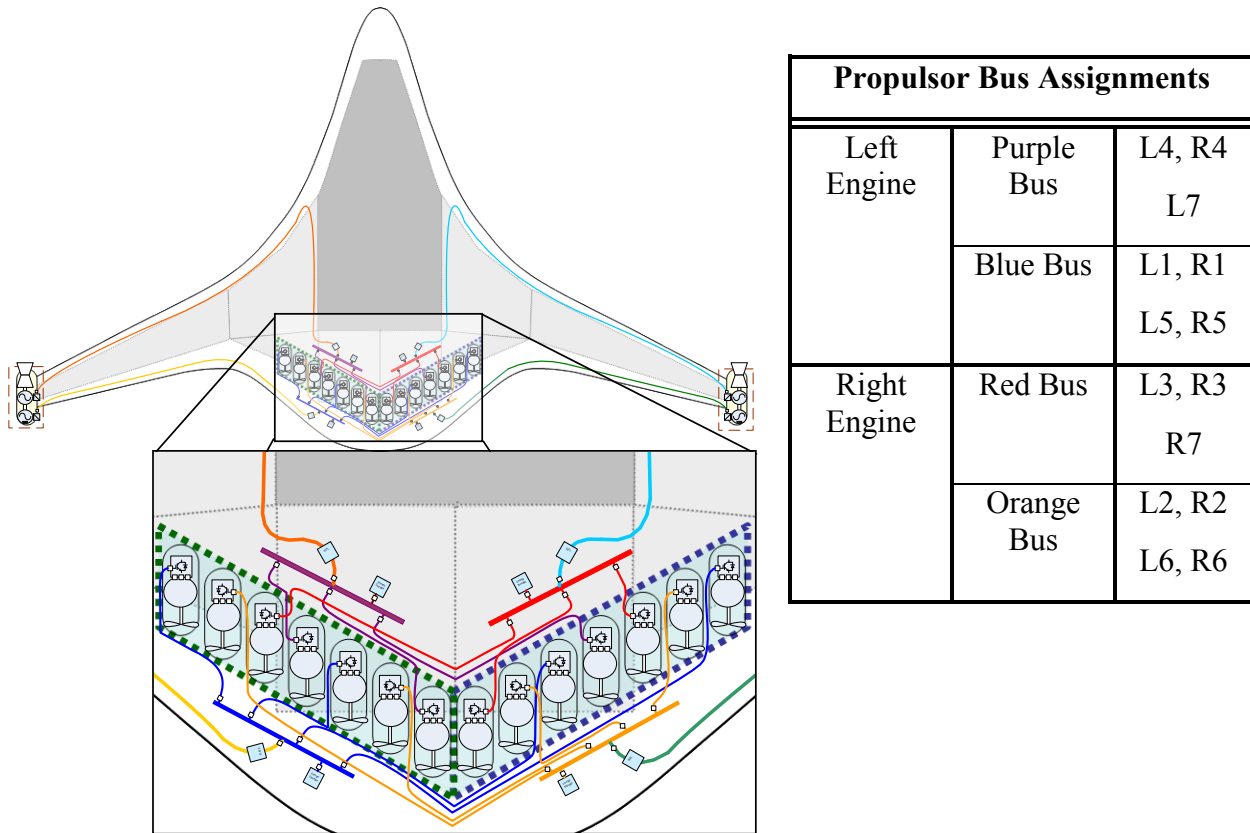 Propulsor Bus Assignments
Left
Engine
Purple
Bus
L4, R4
L7
Blue Bus
L1, R1
L5, R5
Right
Engine
Red Bus
L3, R3
R7
Orange
Bus
L2, R2
L6, R6